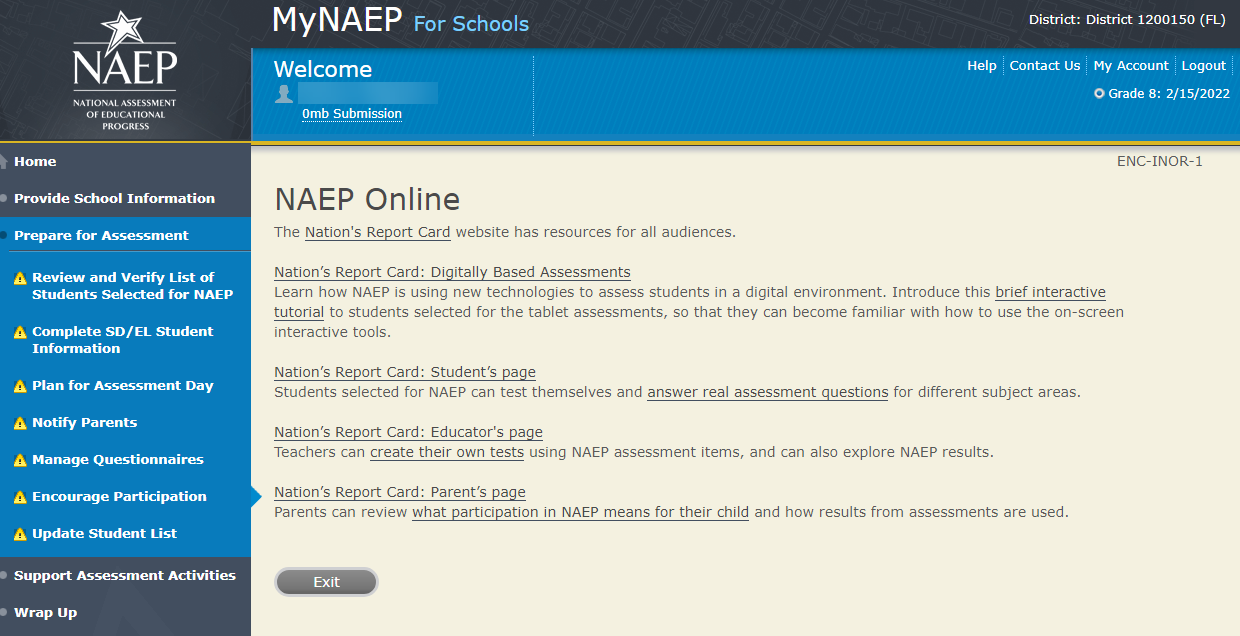 NAEP
NATIONAL ASSESSMENT
OF EDUCATIONAL
PROGRESS
MyNAEP For Schools
District: District 1200150 (FL)
Welcome
0mb Submission
Help
Contact Us
My Account
Logout
Grade 8: 2/15/2022
Home
Provide School Information
Prepare for Assessment
Review and Verify List of
Students Selected for NAEP
Complete SD/EL Student
Information
Plan for Assessment Day
Notify Parents
Manage Questionnaires
Encourage Participation
Update Student List
Support Assessment Activities
Wrap Up
ENC-INOR-1
NAEP Online
The Nation's Report Card website has resources for all audiences.
Nation’s Report Card: Digitally Based Assessments
Learn how NAEP is using new technologies to assess students in a digital environment. Introduce this brief interactive
tutorial to students selected for the tablet assessments, so that they can become familiar with how to use the on-screen
interactive tools.
Nation’s Report Card: Student’s page
Students selected for NAEP can test themselves and answer real assessment questions for different subject areas.
Nation’s Report Card: Educator's page
Teachers can create their own tests using NAEP assessment items, and can also explore NAEP results.
Nation’s Report Card: Parent’s page
Parents can review what participation in NAEP means for their child and how results from assessments are used.
Exit